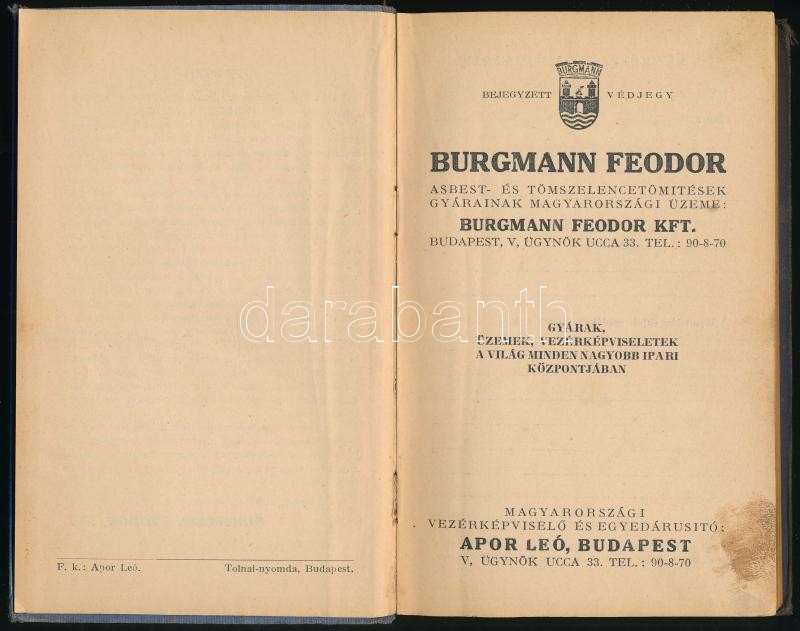 F. k.: Apor Leó. Tolnai-nyomda, Budapest.
BURGMANN
BEJEGYZETT VÉDJEGY
BURGMANN FEODOR
ASBEST- ÉS TÖMSZELENCETÖMITÉSEK
GYÁRAINAK MAGYARORSZÁGI ÜZEME:
BURGMANN FEODOR KFT.
BUDAPEST, V, ÜGYNÖK UCCA 33. TEL.: 90-8-70
darabanth
GYÁRAK,
ÜZEMEK, VEZÉRKÉPVISELETEK
A VILÁG MINDEN NAGYOBB IPARI
KÖZPONTJÁBAN
MAGYARORSZÁGI
VEZÉRKÉPVISELŐ ÉS EGYEDÁRUSITÓ:
APOR LEÓ, BUDAPEST
V, ÜGYNÖK UCCA 33. TEL.: 90-8-70